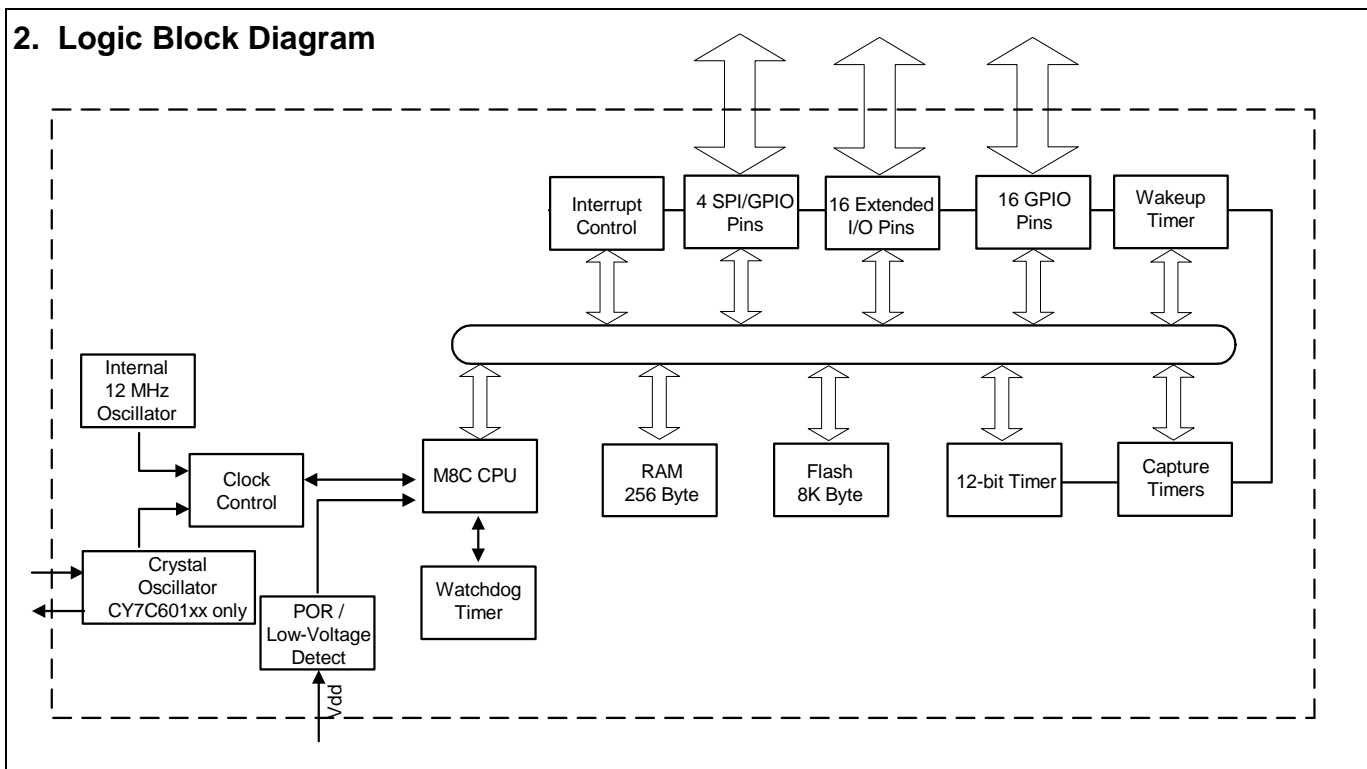 2. Logic Block Diagram
Interrupt
Control
4 SPI/GPIO
Pins
16 Extended
I/O Pins
16 GPIO
Pins
Wakeup
Timer
Internal
12 MHz
Oscillator
Clock
Control
Crystal
Oscillator
CY7C601xx only
POR /
Low-Voltage
Detect
Vdd
M8C CPU
Watchdog
Timer
RAM
256 Byte
Flash
8K Byte
12-bit Timer
Capture
Timers